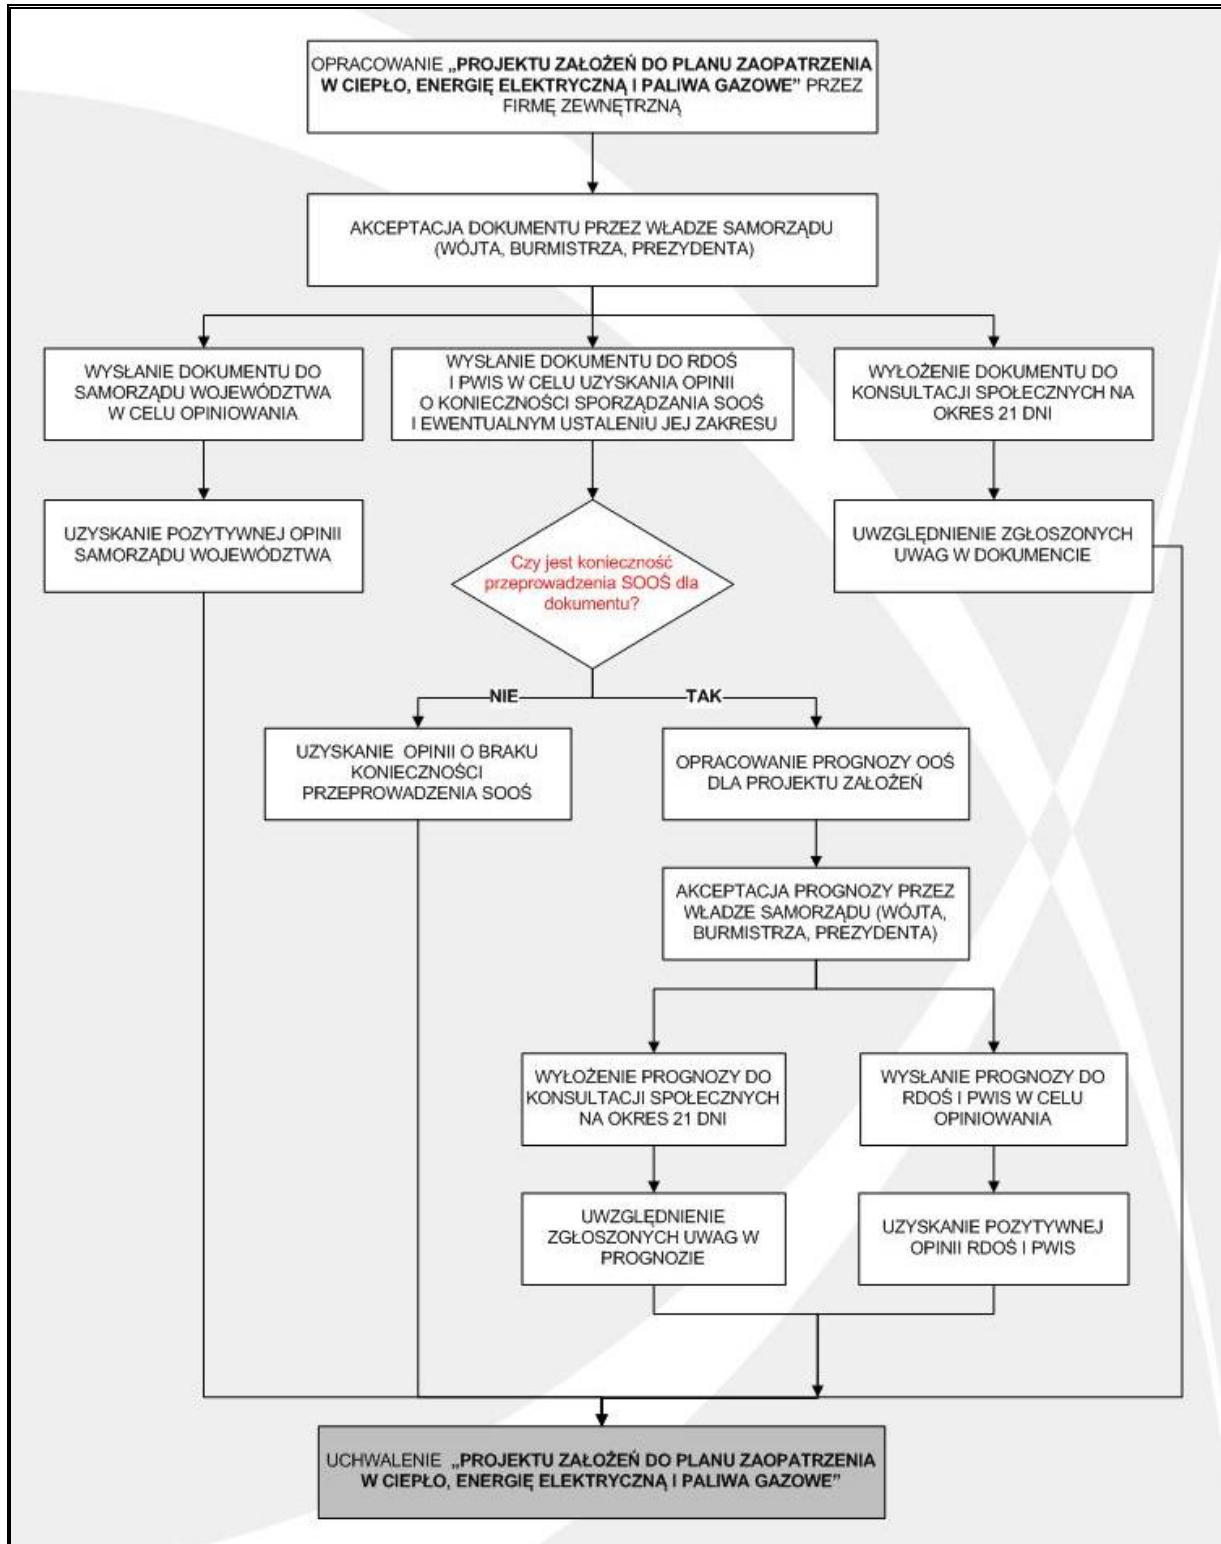 OPRACOWANIE „PROJEKTU ZAŁOŻEŃ DO PLANU ZAOPATRZENIA
W CIEPŁO, ENERGIĘ ELEKTRYCZNĄ I PALIWA GAZOWE” PRZEZ
FIRMĘ ZEWNĘTRZNĄ
AKCEPTACJA DOKUMENTU PRZEZ WŁADZE SAMORZĄDU
(WÓJTA, BURMISTRZA, PREZYDENTA)
WYSŁANIE DOKUMENTU DO
SAMORZĄDU WOJEWÓDZTWA
W CELU OPINIOWANIA
WYSŁANIE DOKUMENTU DO RDOŚ
I PWIS W CELU UZYSKANIA OPINII
O KONIECZNOŚCI SPORZĄDZANIA SOOŚ
I EWENTUALNYM USTALENIU JEJ ZAKRESU
WYŁOŻENIE DOKUMENTU DO
KONSULTACJI SPOŁECZNYCH NA
OKRES 21 DNI
UZYSKANIE POZYTYWNEJ OPINII
SAMORZĄDU WOJEWÓDZTWA
Czy jest konieczność
przeprowadzenia SOOŚ dla
dokumentu?
UWZGLĘDNIENIE ZGŁOSZONYCH
UWAG W DOKUMENCIE
NIE
TAK
UZYSKANIE OPINII O BRAKU
KONIECZNOŚCI
PRZEPROWADZENIA SOOŚ
OPRACOWANIE PROGNOZY OOŚ
DLA PROJEKTU ZAŁOŻEŃ
AKCEPTACJA PROGNOZY PRZEZ
WŁADZE SAMORZĄDU (WÓJTA,
BURMISTRZA, PREZYDENTA)
WYŁOŻENIE PROGNOZY DO
KONSULTACJI SPOŁECZNYCH
NA OKRES 21 DNI
WYSŁANIE PROGNOZY DO
RDOŚ I PWIS W CELU
OPINIOWANIA
UWZGLĘDNIENIE
ZGŁOSZONYCH UWAG W
PROGNOZIE
UZYSKANIE POZYTYWNEJ
OPINII RDOŚ I PWIS
UCHWALENIE „PROJEKTU ZAŁOŻEŃ DO PLANU ZAOPATRZENIA
W CIEPŁO, ENERGIĘ ELEKTRYCZNĄ I PALIWA GAZOWE”